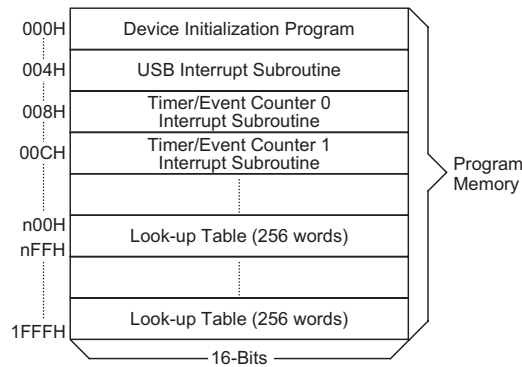 000H
Device Initialization Program
004H
USB Interrupt Subroutine
008H
Timer/Event Counter 0
Interrupt Subroutine
00CH
Timer/Event Counter 1
Interrupt Subroutine
Program
Memory
n00H
Look-up Table (256 words)
nFFH
Look-up Table (256 words)
1FFFH
16-Bits